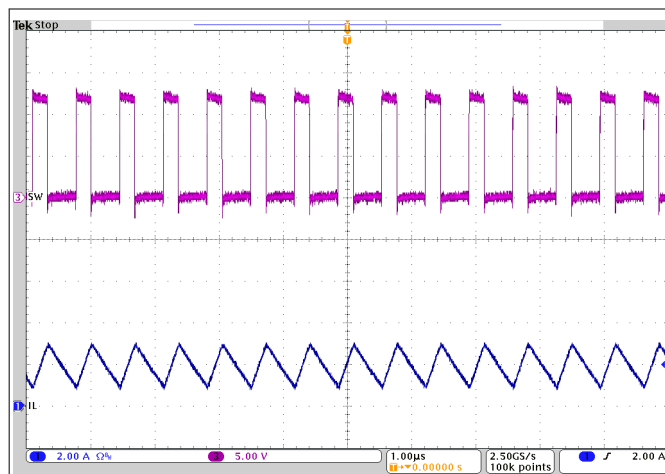 Tek Stop
T
T
3 SW
1 IL
1 2.00 A Ω 3 5.00 V
1.00µs
T→▼0.00000 s
2.50GS/s
100k points
1 2.00 A